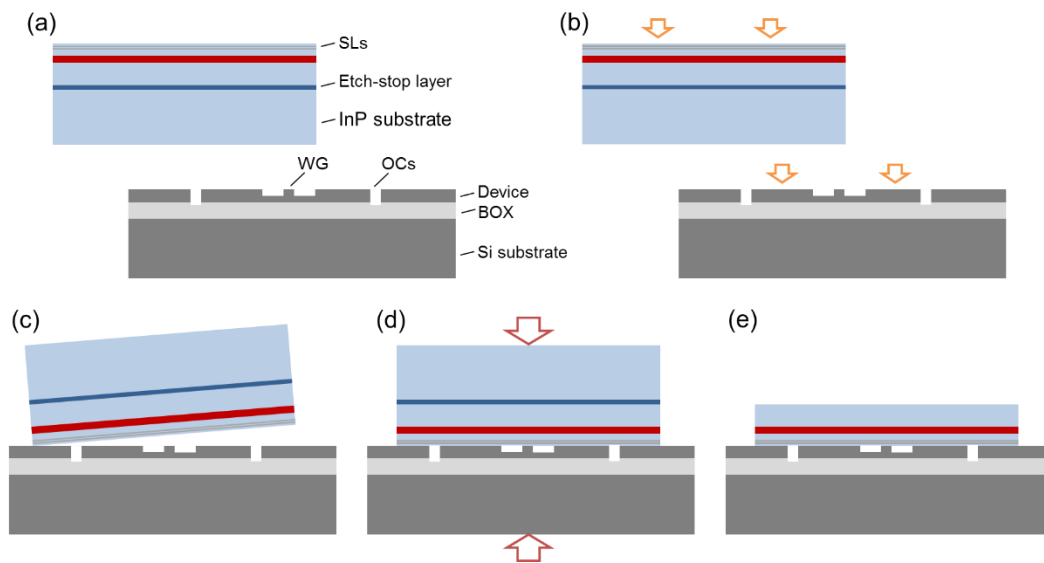 (a)
SLs
Etch-stop layer
InP substrate
WG
OCs
Device
BOX
Si substrate
(b)
(c)
(d)
(e)